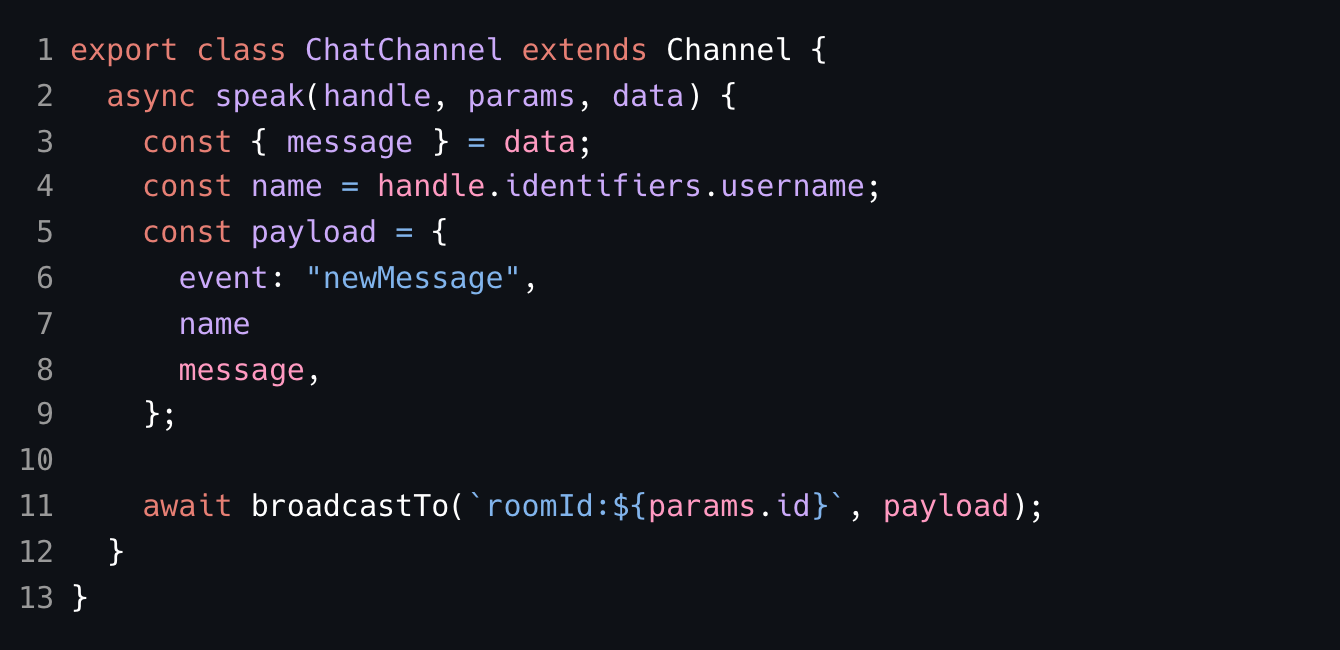 1 export class ChatChannel extends Channel {
2   async speak(handle, params, data) {
3     const { message } = data;
4     const name = handle.identifiers.username;
5     const payload = {
6       event: "newMessage",
7       name
8       message,
9     };
10
11     await broadcastTo(`roomId:${params.id}`, payload);
12   }
13 }